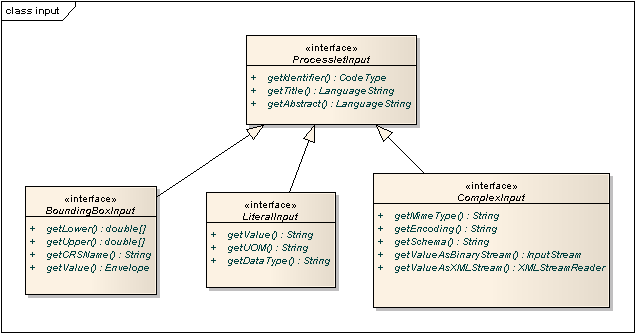 class input
«interface»
ProcessletInput
+ getIdentifier() : CodeType
+ getTitle() : LanguageString
+ getAbstract() : LanguageString
«interface»
BoundingBoxInput
+ getLower() : double[]
+ getUpper() : double[]
+ getCRSName() : String
+ getValue() : Envelope
«interface»
LiteralInput
+ getValue() : String
+ getUOM() : String
+ getDataType() : String
«interface»
ComplexInput
+ getMimeType() : String
+ getEncoding() : String
+ getSchema() : String
+ getValueAsBinaryStream() : InputStream
+ getValueAsXMLStream() : XMLStreamReader